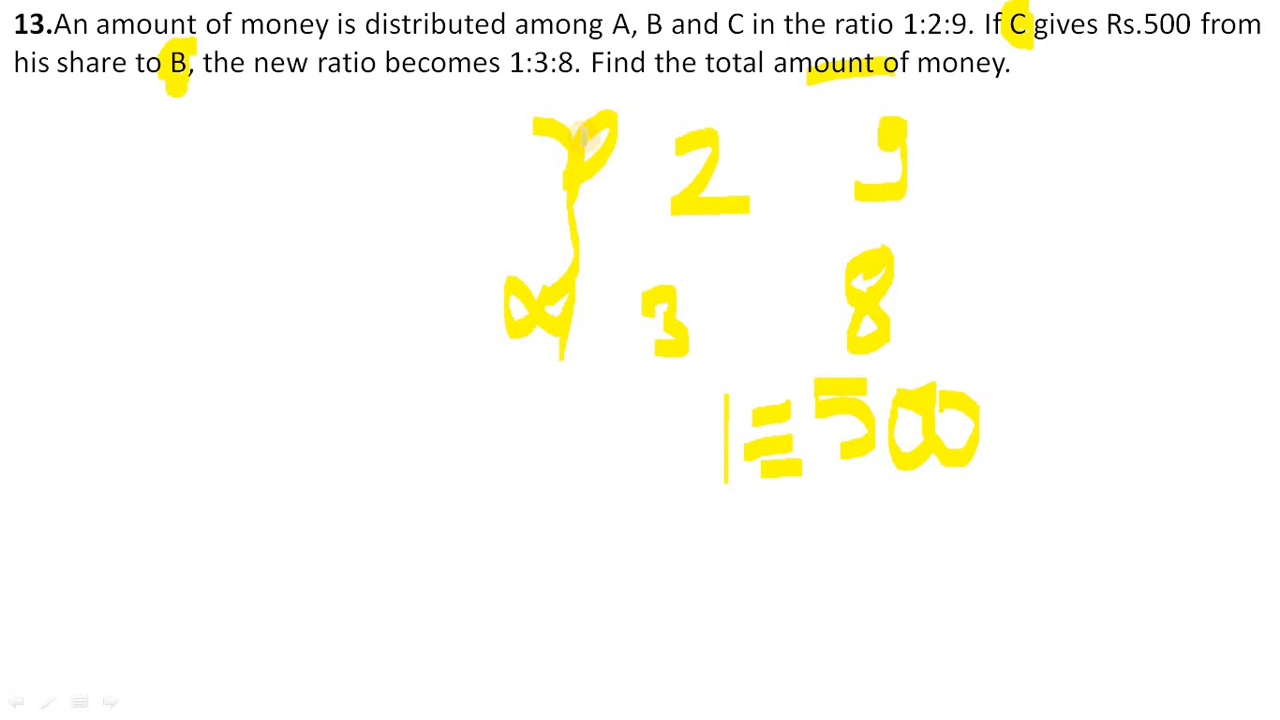 13.An amount of money is distributed among A, B and C in the ratio 1:2:9. If C gives Rs.500 from
his share to B, the new ratio becomes 1:3:8. Find the total amount of money.
2 9
3 8
1=500